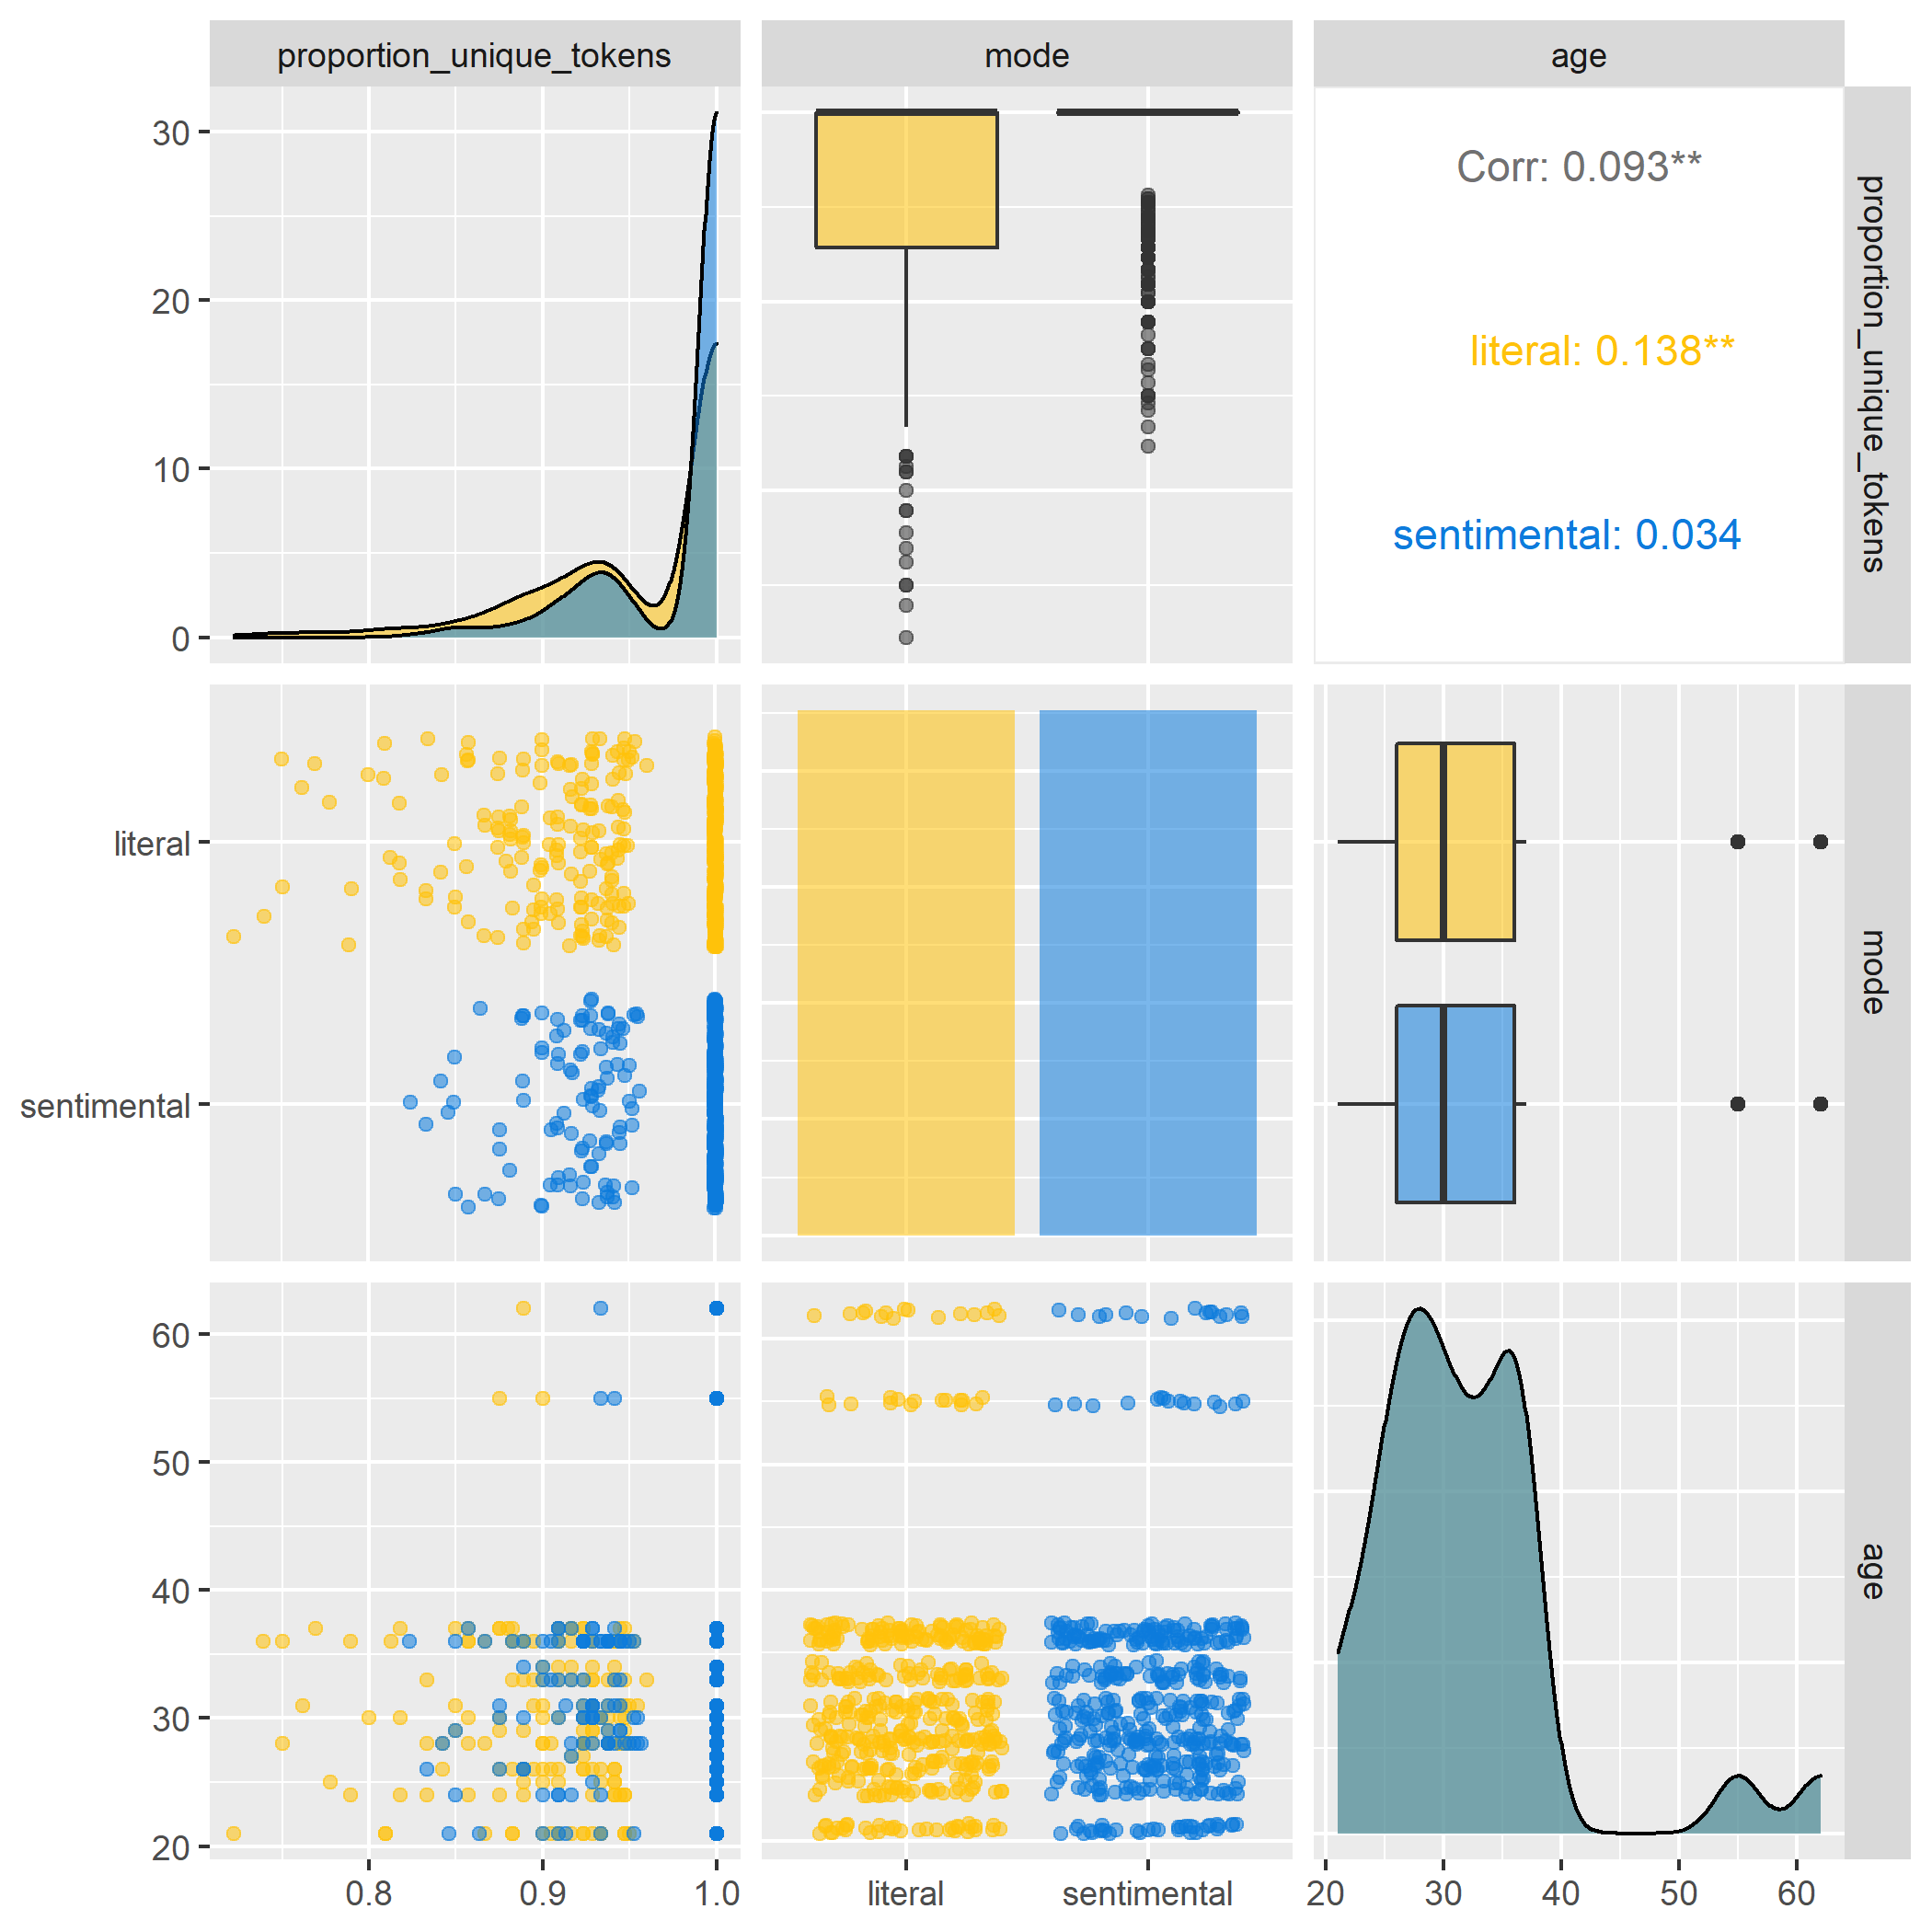 proportion_unique_tokens
mode
age
30
20
10
0
Corr: 0.093**
literal: 0.138**
sentimental: 0.034
proportion_unique_tokens
literal
sentimental
mode
60
50
40
30
20
age
0.8
0.9
1.0
literal
sentimental
20
30
40
50
60